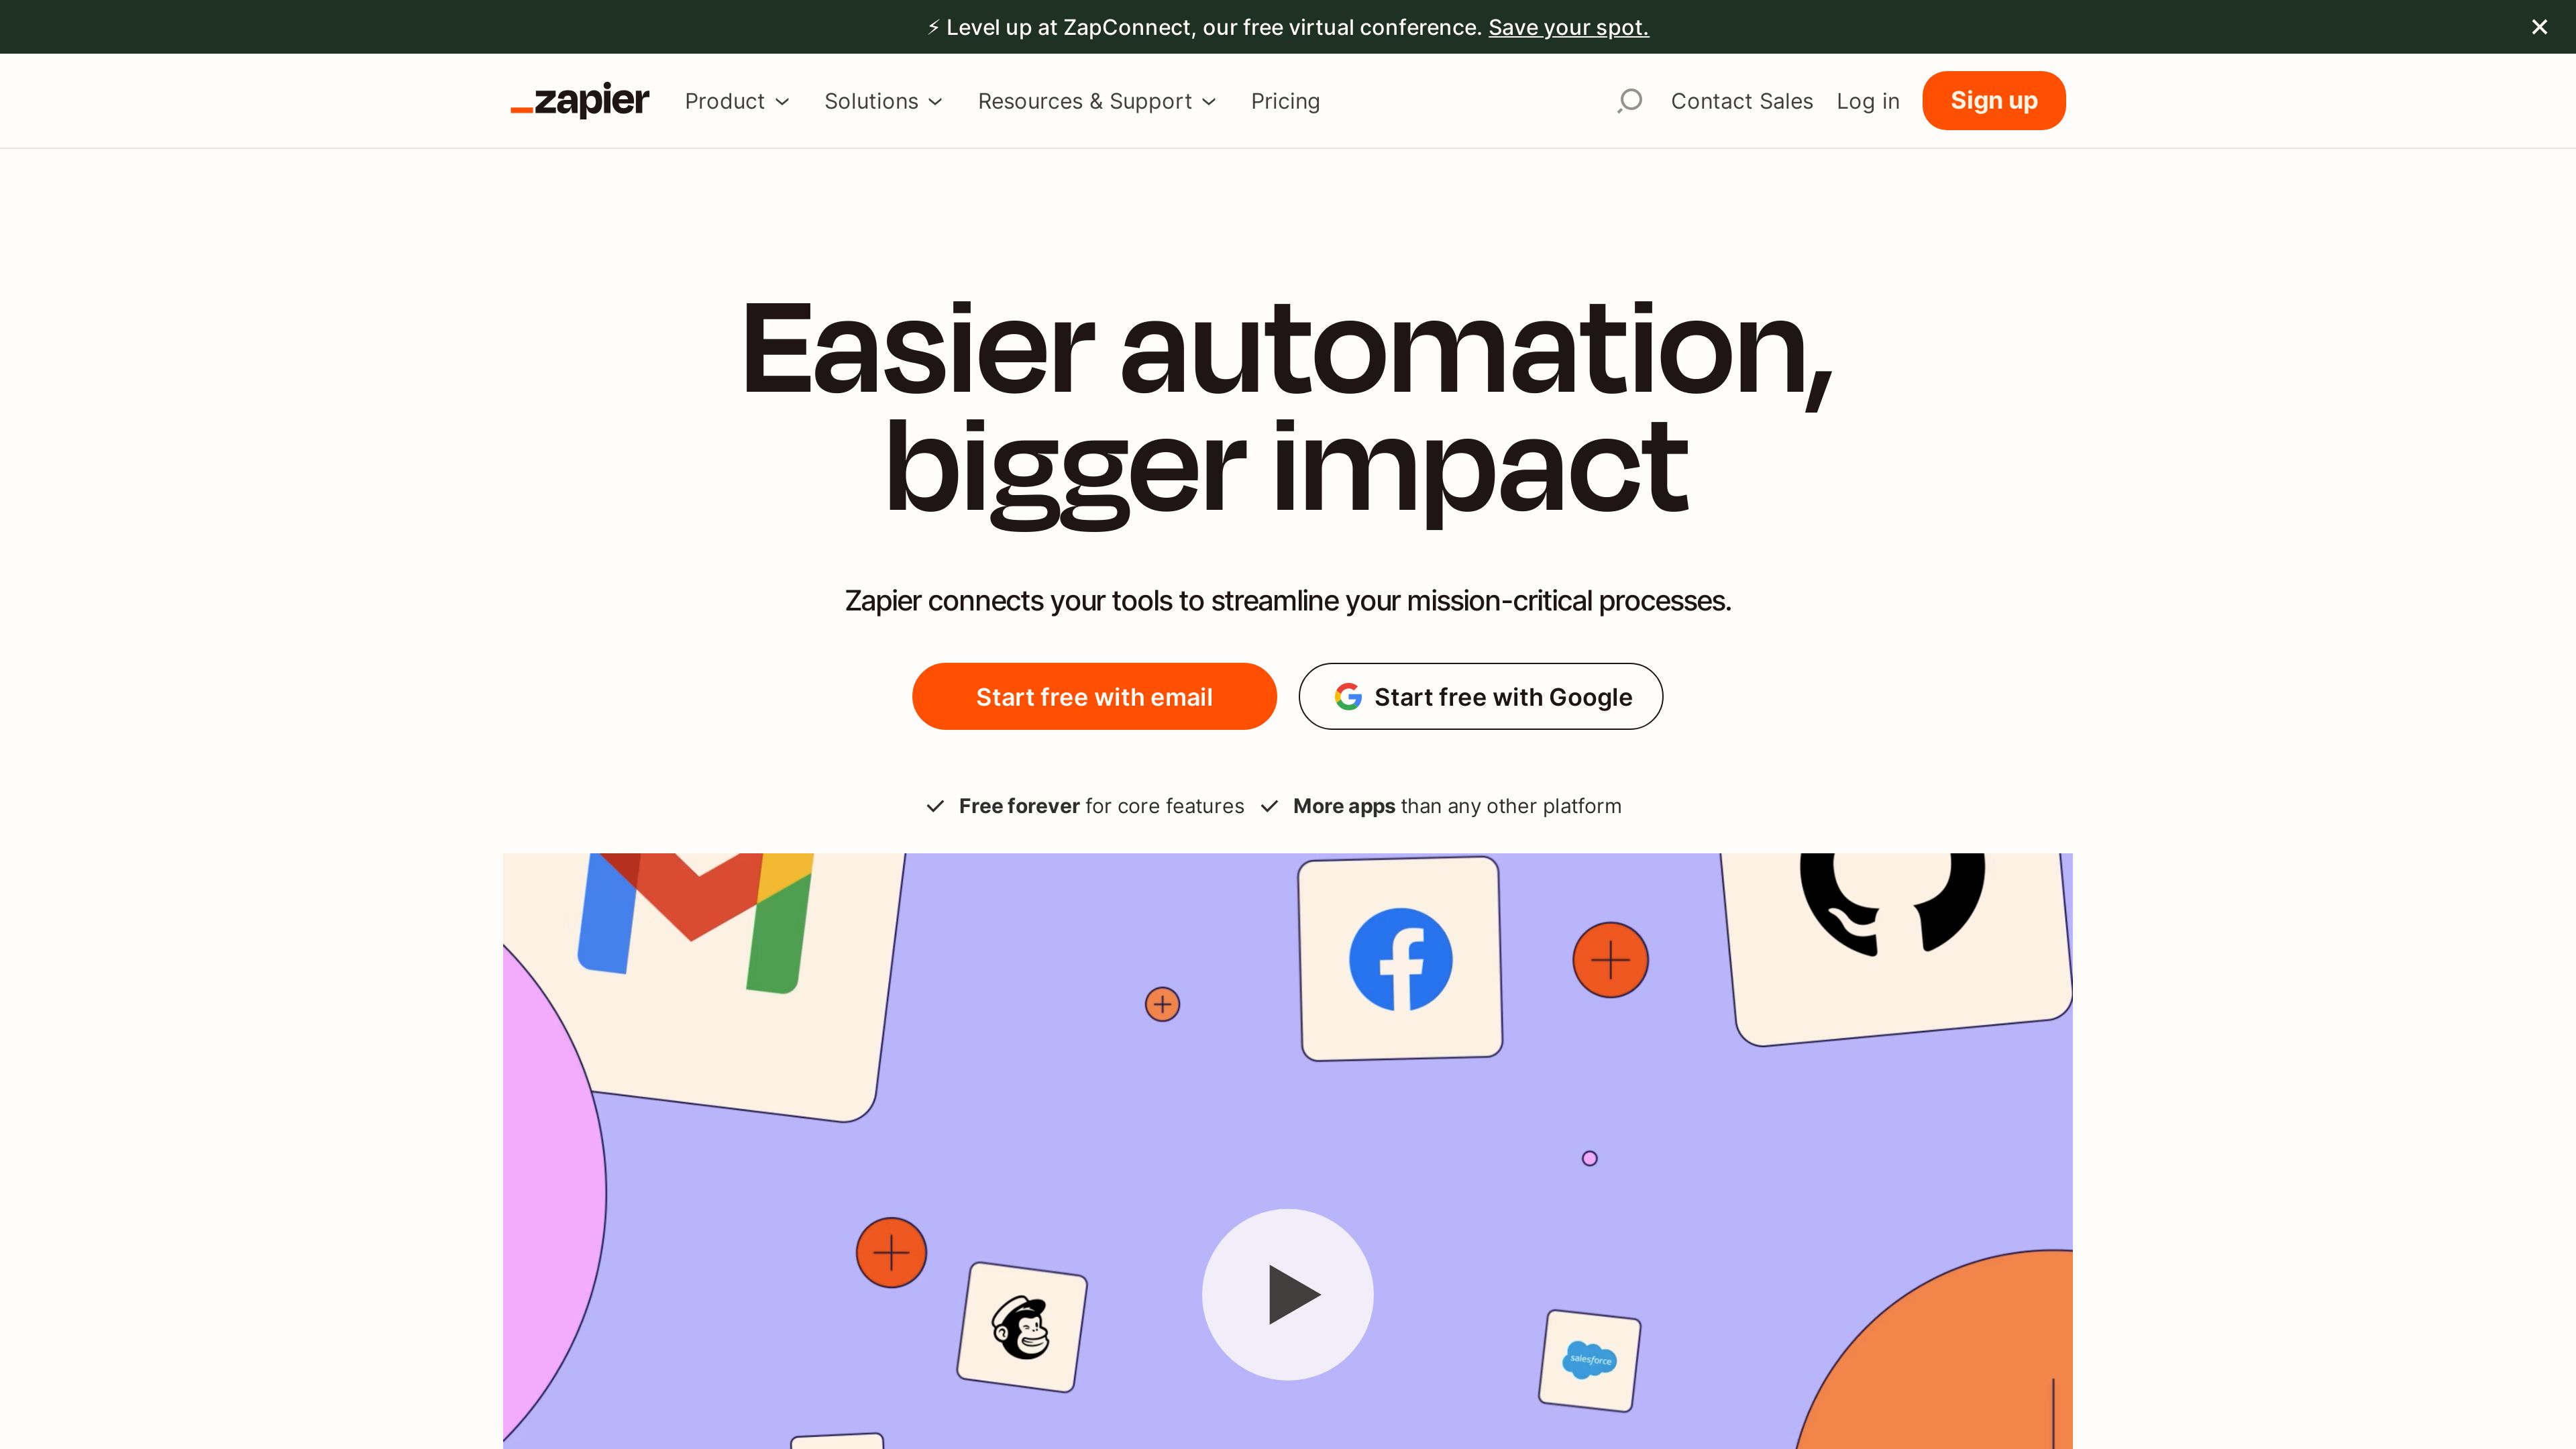 ⚡ Level up at ZapConnect, our free virtual conference. Save your spot.
zapier Product Solutions Resources & Support Pricing Contact Sales Log in Sign up
Easier automation,
bigger impact
Zapier connects your tools to streamline your mission-critical processes.
Start free with email Start free with Google
Free forever for core features More apps than any other platform
salesforce